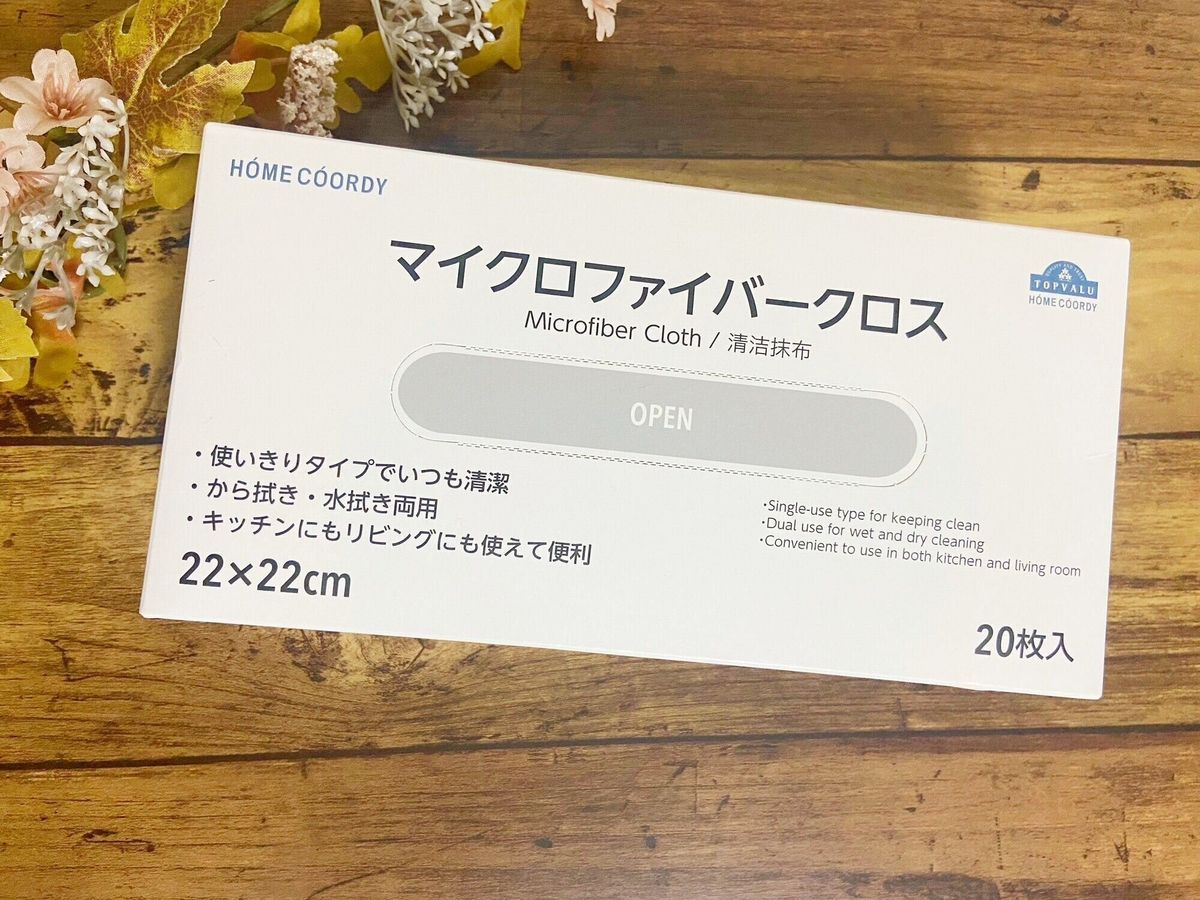 HÓME CÓORDY
マイクロファイバークロス
Microfiber Cloth / 清洁抹布
TOPVALU
HÓME CÓORDY
OPEN
・使いきりタイプでいつも清潔
・から拭き・水拭き両用
・キッチンにもリビングにも使えて便利
22×22cm
・Single-use type for keeping clean
・Dual use for wet and dry cleaning
・Convenient to use in both kitchen and living room
20枚入